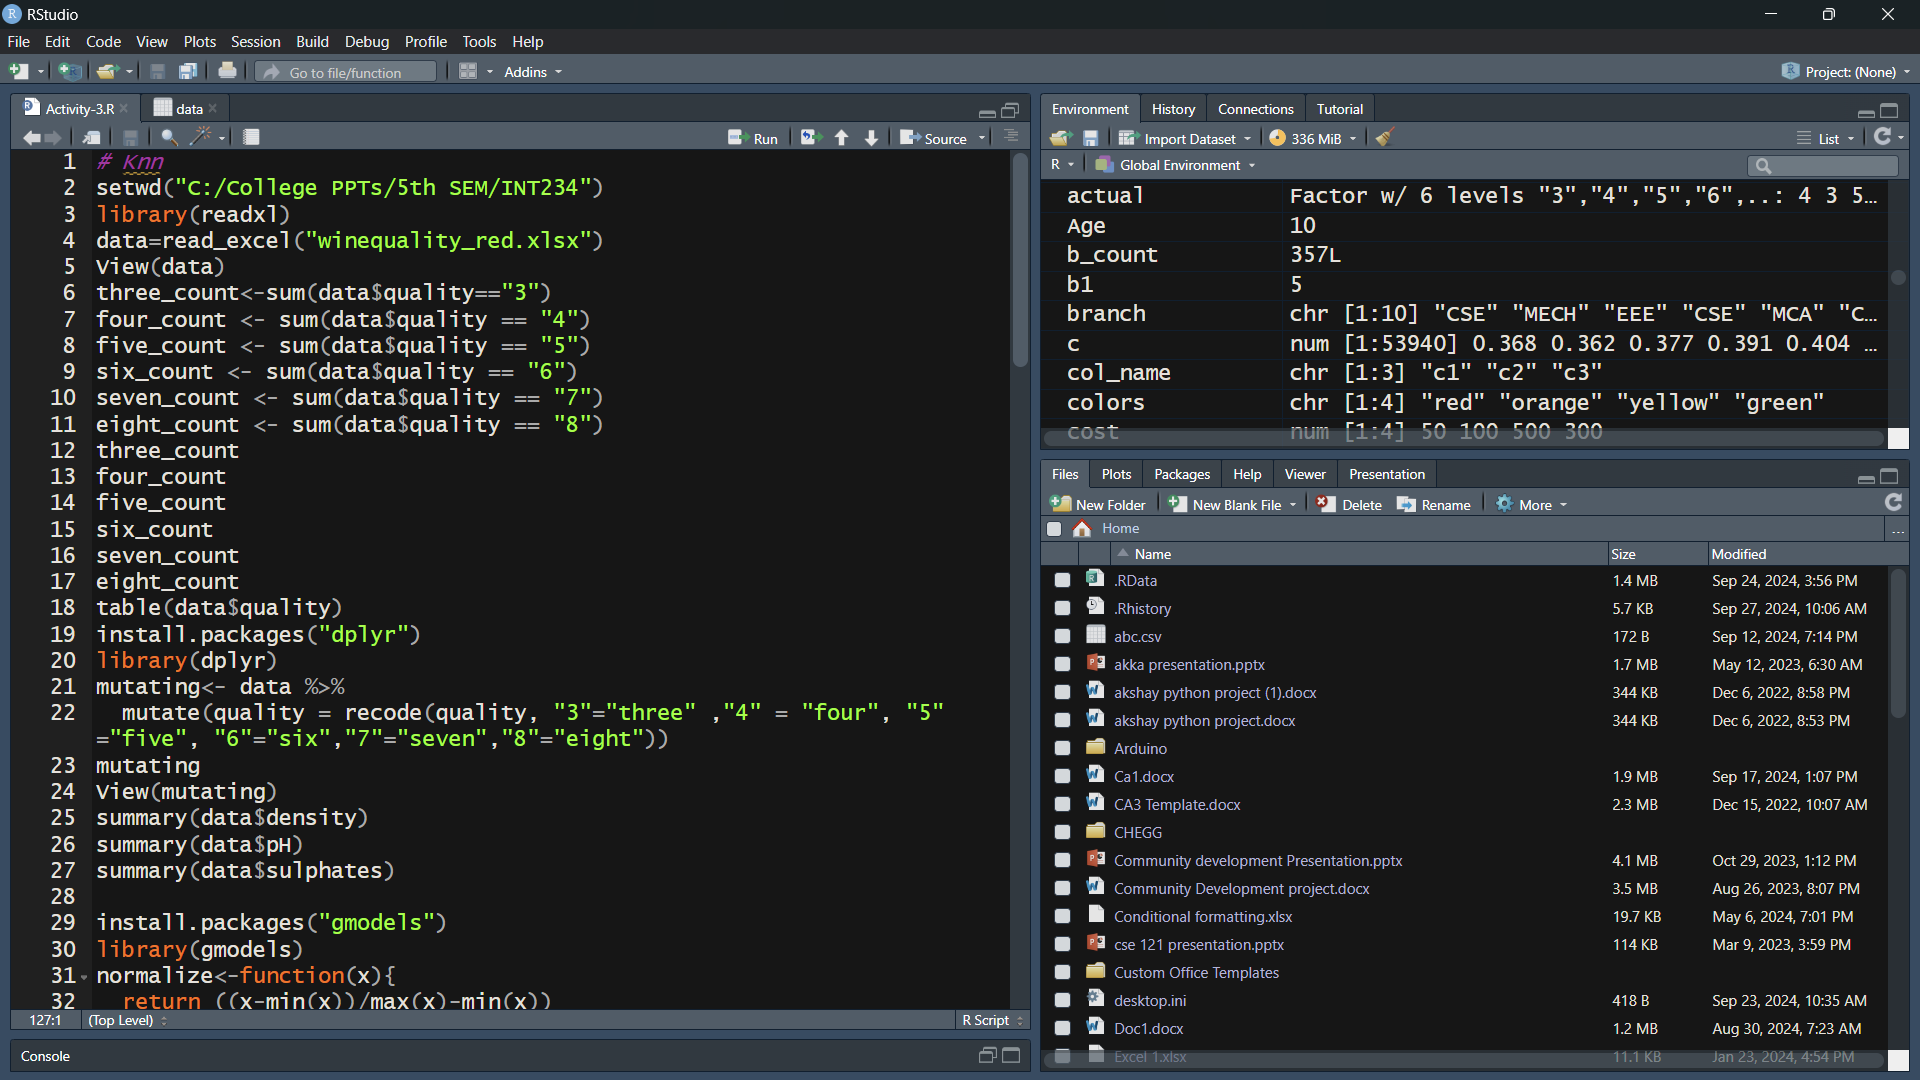 RStudio
File Edit Code View Plots Session Build Debug Profile Tools Help
Go to file/function Addins Project: (None)
Activity-3.R data
Run Source
1 # Knn
2 setwd("C:/College PPTs/5th SEM/INT234")
3 library(readxl)
4 data=read_excel("winequality_red.xlsx")
5 View(data)
6 three_count<-sum(data$quality=="3")
7 four_count <- sum(data$quality == "4")
8 five_count <- sum(data$quality == "5")
9 six_count <- sum(data$quality == "6")
10 seven_count <- sum(data$quality == "7")
11 eight_count <- sum(data$quality == "8")
12 three_count
13 four_count
14 five_count
15 six_count
16 seven_count
17 eight_count
18 table(data$quality)
19 install.packages("dplyr")
20 library(dplyr)
21 mutating<- data %>%
22 mutate(quality = recode(quality, "3"="three" ,"4" = "four", "5"
="five", "6"="six","7"="seven","8"="eight"))
23 mutating
24 View(mutating)
25 summary(data$density)
26 summary(data$pH)
27 summary(data$sulphates)
28
29 install.packages("gmodels")
30 library(gmodels)
31 normalize<-function(x){
32 return ((x-min(x))/max(x)-min(x))
127:1 (Top Level) R Script
Console
Environment History Connections Tutorial
Import Dataset 336 MiB List
R Global Environment
actual Factor w/ 6 levels "3","4","5","6",..: 4 3 5…
Age 10
b_count 357L
b1 5
branch chr [1:10] "CSE" "MECH" "EEE" "CSE" "MCA" "C…
c num [1:53940] 0.368 0.362 0.377 0.391 0.404 …
col_name chr [1:3] "c1" "c2" "c3"
colors chr [1:4] "red" "orange" "yellow" "green"
cost num [1:4] 50 100 500 300
Files Plots Packages Help Viewer Presentation
New Folder New Blank File Delete Rename More
Home ...
Name Size Modified
.RData 1.4 MB Sep 24, 2024, 3:56 PM
.Rhistory 5.7 KB Sep 27, 2024, 10:06 AM
abc.csv 172 B Sep 12, 2024, 7:14 PM
akka presentation.pptx 1.7 MB May 12, 2023, 6:30 AM
akshay python project (1).docx 344 KB Dec 6, 2022, 8:58 PM
akshay python project.docx 344 KB Dec 6, 2022, 8:53 PM
Arduino
Ca1.docx 1.9 MB Sep 17, 2024, 1:07 PM
CA3 Template.docx 2.3 MB Dec 15, 2022, 10:07 AM
CHEGG
Community development Presentation.pptx 4.1 MB Oct 29, 2023, 1:12 PM
Community Development project.docx 3.5 MB Aug 26, 2023, 8:07 PM
Conditional formatting.xlsx 19.7 KB May 6, 2024, 7:01 PM
cse 121 presentation.pptx 114 KB Mar 9, 2023, 3:59 PM
Custom Office Templates
desktop.ini 418 B Sep 23, 2024, 10:35 AM
Doc1.docx 1.2 MB Aug 30, 2024, 7:23 AM
Excel 1.xlsx 11.1 KB Jan 23, 2024, 4:54 PM